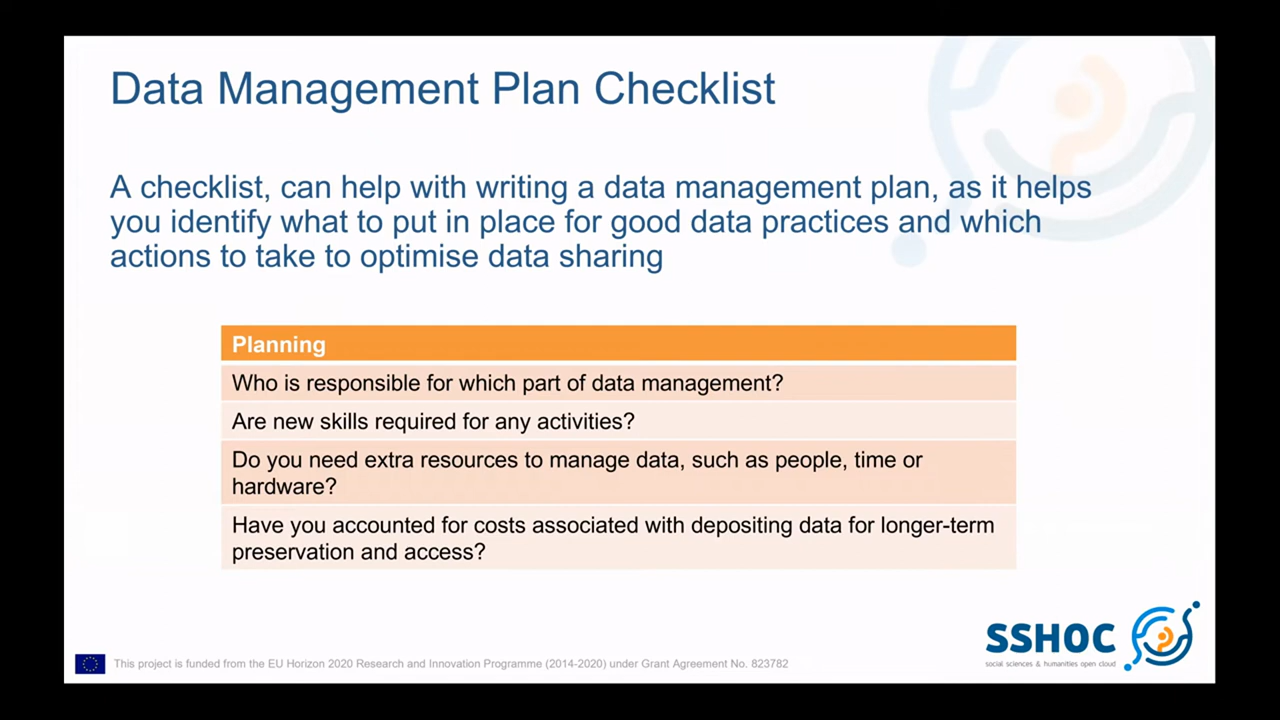 Data Management Plan Checklist
A checklist, can help with writing a data management plan, as it helps
you identify what to put in place for good data practices and which
actions to take to optimise data sharing
Planning
Who is responsible for which part of data management?
Are new skills required for any activities?
Do you need extra resources to manage data, such as people, time or
hardware?
Have you accounted for costs associated with depositing data for longer-term
preservation and access?
SSHOC
social sciences & humanities open cloud
This project is funded from the EU Horizon 2020 Research and Innovation Programme (2014-2020) under Grant Agreement No. 823782